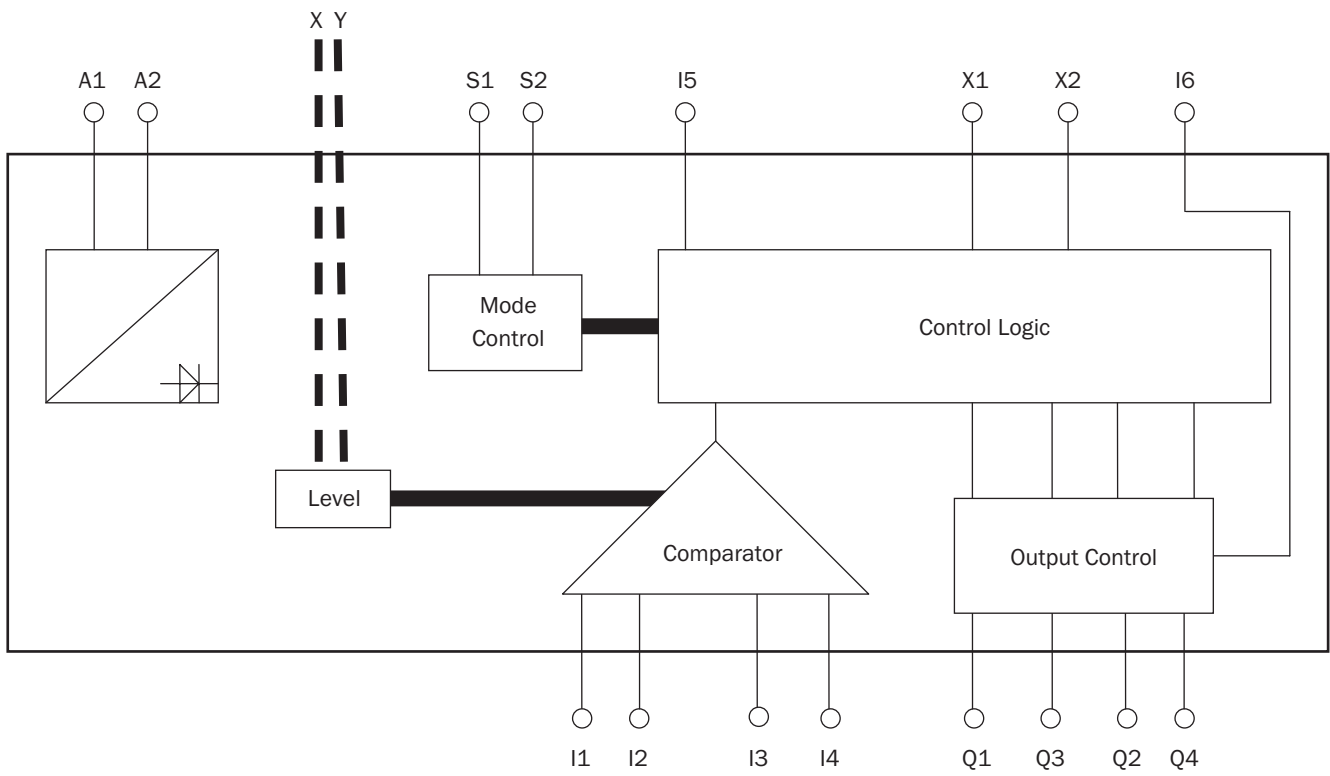 X Y
A1 A2 S1 S2 I5 X1 X2 I6
Mode
Control
Control Logic
Level
Comparator
Output Control
I1 I2 I3 I4 Q1 Q3 Q2 Q4